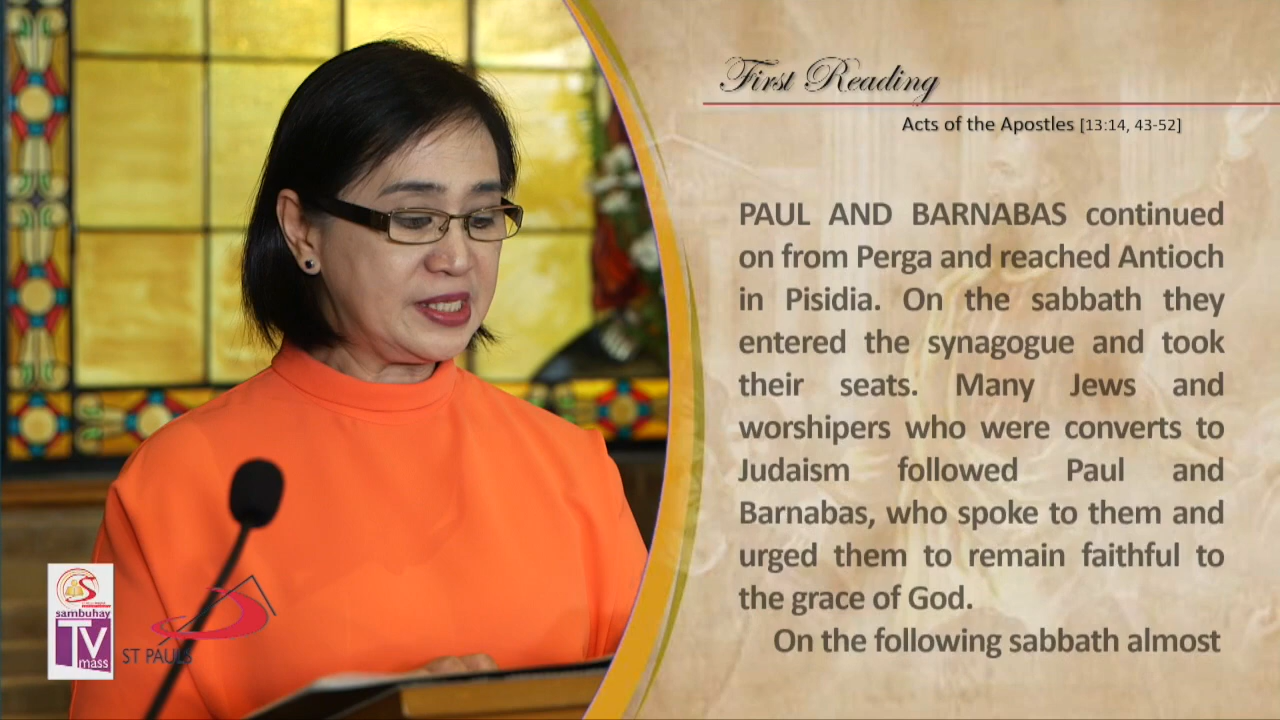 First Reading
Acts of the Apostles [13:14, 43-52]
PAUL AND BARNABAS continued
on from Perga and reached Antioch
in Pisidia. On the sabbath they
entered the synagogue and took
their seats. Many Jews and
worshipers who were converts to
Judaism followed Paul and
Barnabas, who spoke to them and
urged them to remain faithful to
the grace of God.
On the following sabbath almost
sambuhay
TV
mass
ST PAULS